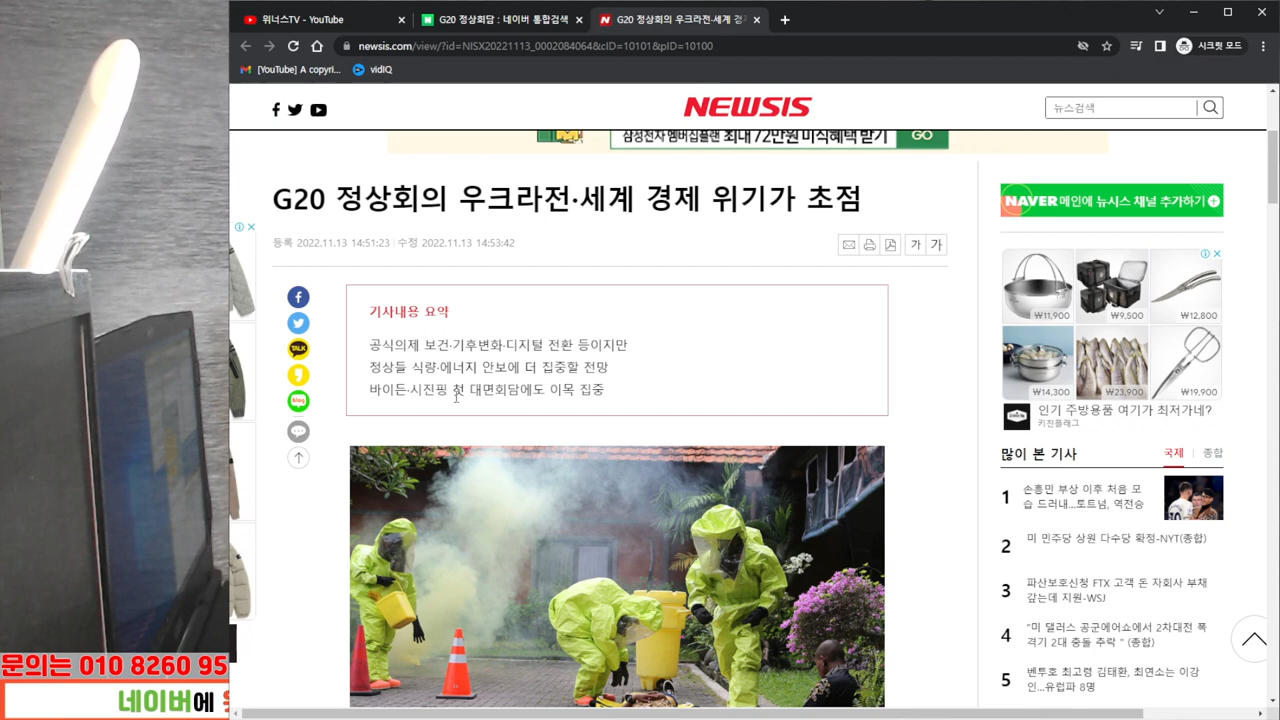 위너스TV - YouTube
G20 정상회담 : 네이버 통합검색
G20 정상회의 우크라전·세계 경제
newsis.com/view/?id=NISX20221113_0002084064&cID=10101&pID=10100
시크릿 모드
[YouTube] A copyri...
vidIQ
NEWSIS
뉴스검색
삼성전자 멤버십플랜 최대 72만원 미식혜택 받기
GO
G20 정상회의 우크라전·세계 경제 위기가 초점
등록 2022.11.13 14:51:23 | 수정 2022.11.13 14:53:42
가 가
NAVER 메인에 뉴시스 채널 추가하기
기사내용 요약
공식의제 보건·기후변화·디지털 전환 등이지만
정상들 식량·에너지 안보에 더 집중할 전망
바이든·시진핑 첫 대면회담에도 이목 집중
TALK
blog
₩11,900
₩9,500
₩12,800
₩14,300
₩11,900
₩19,900
인기 주방용품 여기가 최저가네?
키친플래그
많이 본 기사
국제 | 종합
1 손흥민 부상 이후 처음 모
습 드러내...토트넘, 역전승
2 미 민주당 상원 다수당 확정-NYT(종합)
3 파산보호신청 FTX 고객 돈 자회사 부채
갚는데 지원-WSJ
4 "미 댈러스 공군에어쇼에서 2차대전 폭
격기 2대 충돌 추락 " (종합)
5 벤투호 최고령 김태환, 최연소는 이강
인...유럽파 8명
문의는 010 8260 95
네이버에